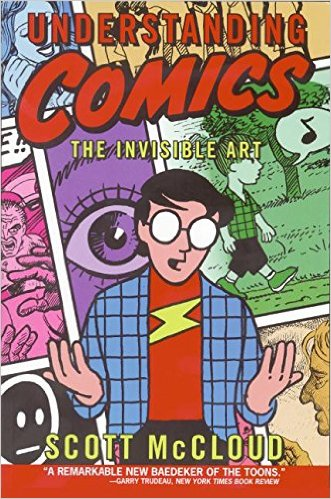 UNDERSTANDING
COMICS
THE INVISIBLE ART
SCOTT McCLOUD
"A REMARKABLE NEW BAEDEKER OF THE TOONS."
—GARRY TRUDEAU, NEW YORK TIMES BOOK REVIEW